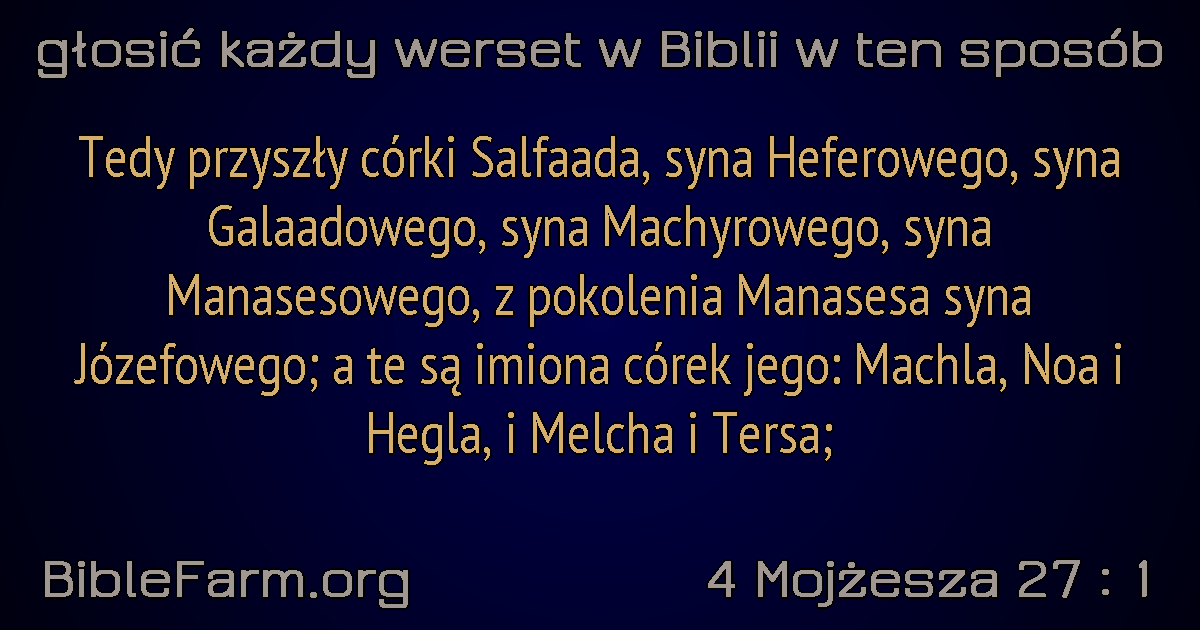 głosić każdy werset w Biblii w ten sposób
Tedy przyszły córki Salfaada, syna Heferowego, syna
Galaadowego, syna Machyrowego, syna
Manasesowego, z pokolenia Manasesa syna
Józefowego; a te są imiona córek jego: Machla, Noa i
Hegla, i Melcha i Tersa;
BibleFarm.org
4 Mojżesza 27 : 1